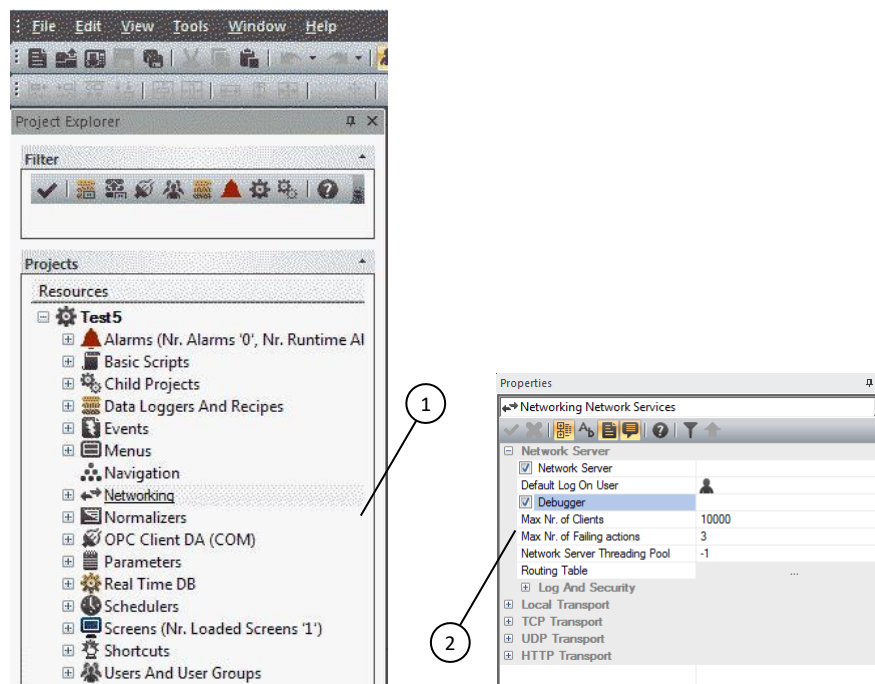 File Edit View Tools Window Help
Project Explorer
Filter
Projects
Resources
Test5
Alarms (Nr. Alarms '0', Nr. Runtime Al
Basic Scripts
Child Projects
Data Loggers And Recipes
Events
Menus
Navigation
Networking
Normalizers
OPC Client DA (COM)
Parameters
Real Time DB
Schedulers
Screens (Nr. Loaded Screens '1')
Shortcuts
Users And User Groups
1
Properties
Networking Network Services
Network Server
Network Server
Default Log On User
Debugger
Max Nr. of Clients 10000
Max Nr. of Failing actions 3
Network Server Threading Pool -1
Routing Table ...
Log And Security
Local Transport
TCP Transport
UDP Transport
HTTP Transport
2